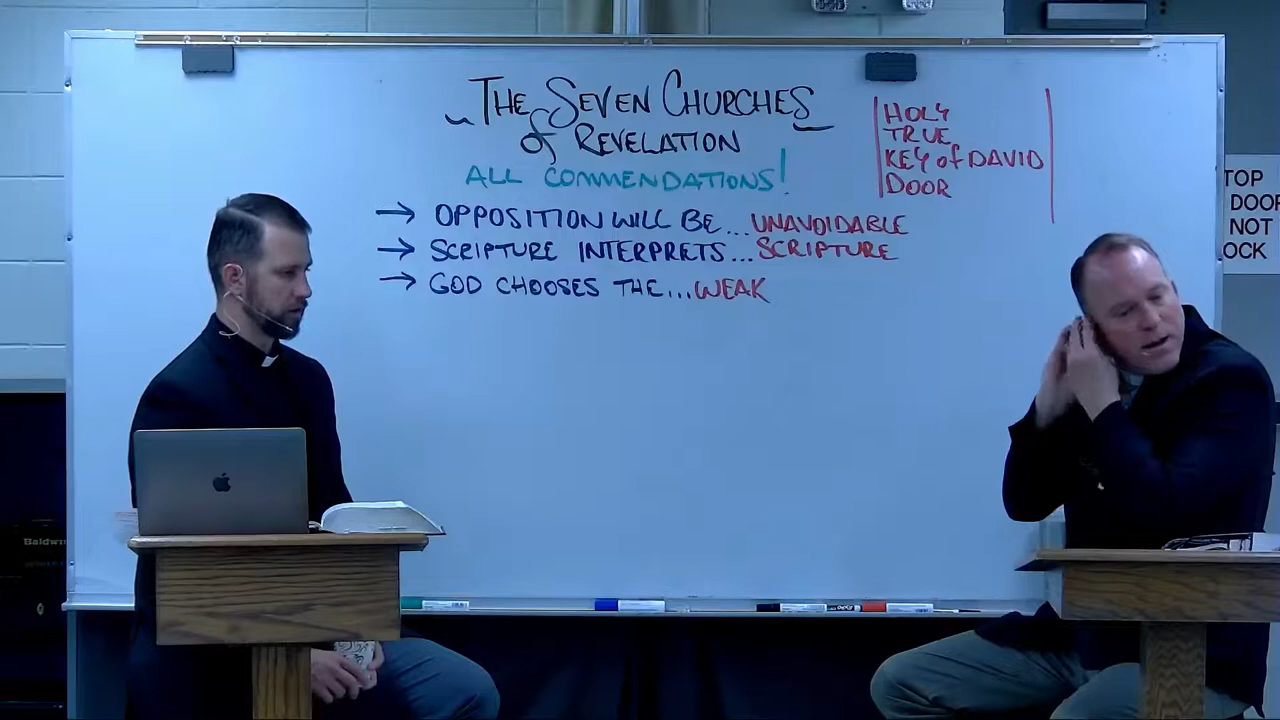 THE SEVEN CHURCHES
of REVELATION
ALL COMMENDATIONS!
→ OPPOSITION WILL BE...UNAVOIDABLE
→ SCRIPTURE INTERPRETS...SCRIPTURE
→ GOD CHOOSES THE...WEAK
HOLY
TRUE
KEY of DAVID
DOOR
TOP
DOOR
NOT
OCK
Baldwin